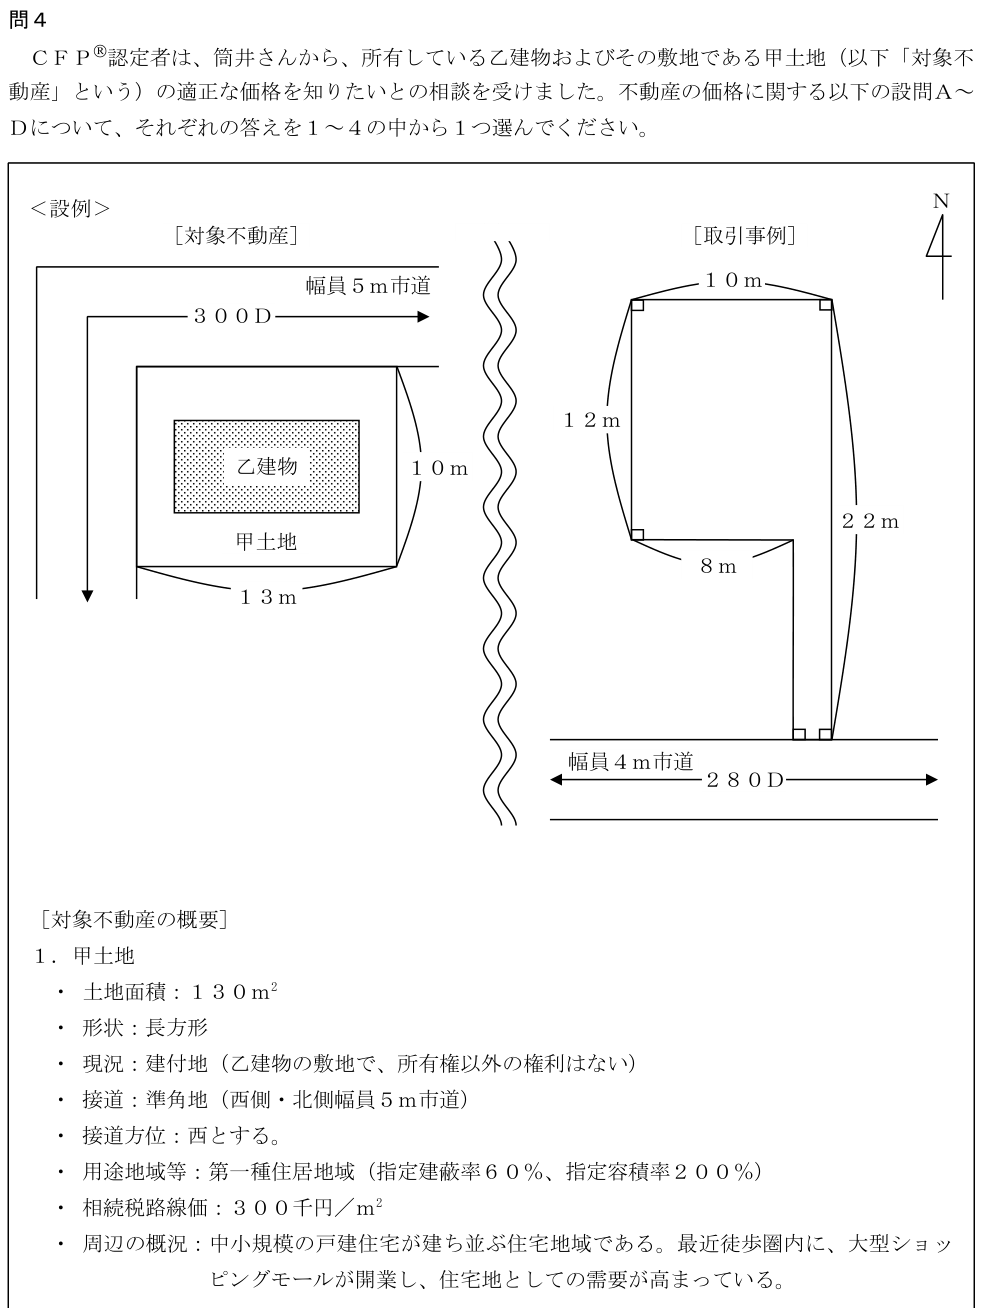 問４
ＣＦＰ®認定者は、筒井さんから、所有している乙建物およびその敷地である甲土地（以下「対象不
動産」という）の適正な価格を知りたいとの相談を受けました。不動産の価格に関する以下の設問Ａ～
Ｄについて、それぞれの答えを１～４の中から１つ選んでください。
＜設例＞
［対象不動産］
［取引事例］
Ｎ
幅員５ｍ市道
３００Ｄ
乙建物
甲土地
１０ｍ
１３ｍ
１０ｍ
１２ｍ
８ｍ
２２ｍ
幅員４ｍ市道
２８０Ｄ
［対象不動産の概要］
１．甲土地
・ 土地面積：１３０ｍ²
・ 形状：長方形
・ 現況：建付地（乙建物の敷地で、所有権以外の権利はない）
・ 接道：準角地（西側・北側幅員５ｍ市道）
・ 接道方位：西とする。
・ 用途地域等：第一種住居地域（指定建蔽率６０％、指定容積率２００％）
・ 相続税路線価：３００千円／ｍ²
・ 周辺の概況：中小規模の戸建住宅が建ち並ぶ住宅地域である。最近徒歩圏内に、大型ショッ
ピングモールが開業し、住宅地としての需要が高まっている。